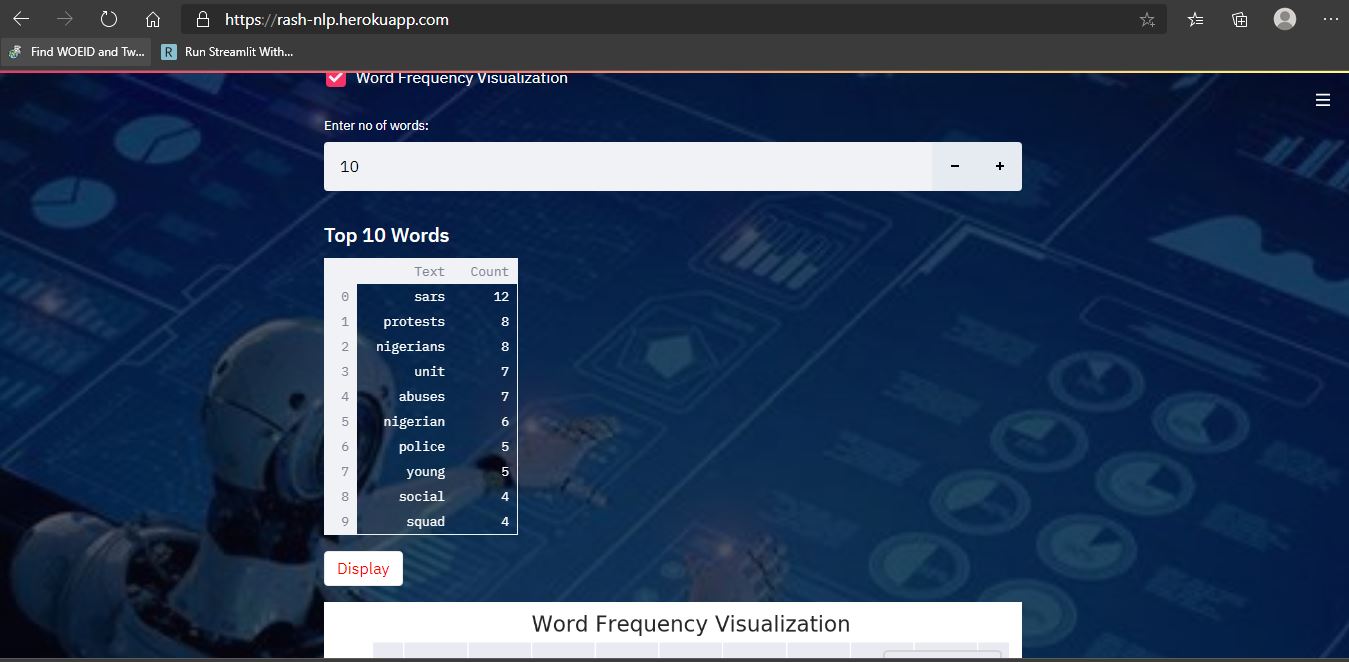 https://rash-nlp.herokuapp.com
Find WOEID and Tw... R Run Streamlit With...
Word Frequency Visualization
Enter no of words:
10 - +
Top 10 Words
Text Count
0 sars 12
1 protests 8
2 nigerians 8
3 unit 7
4 abuses 7
5 nigerian 6
6 police 5
7 young 5
8 social 4
9 squad 4
Display
Word Frequency Visualization